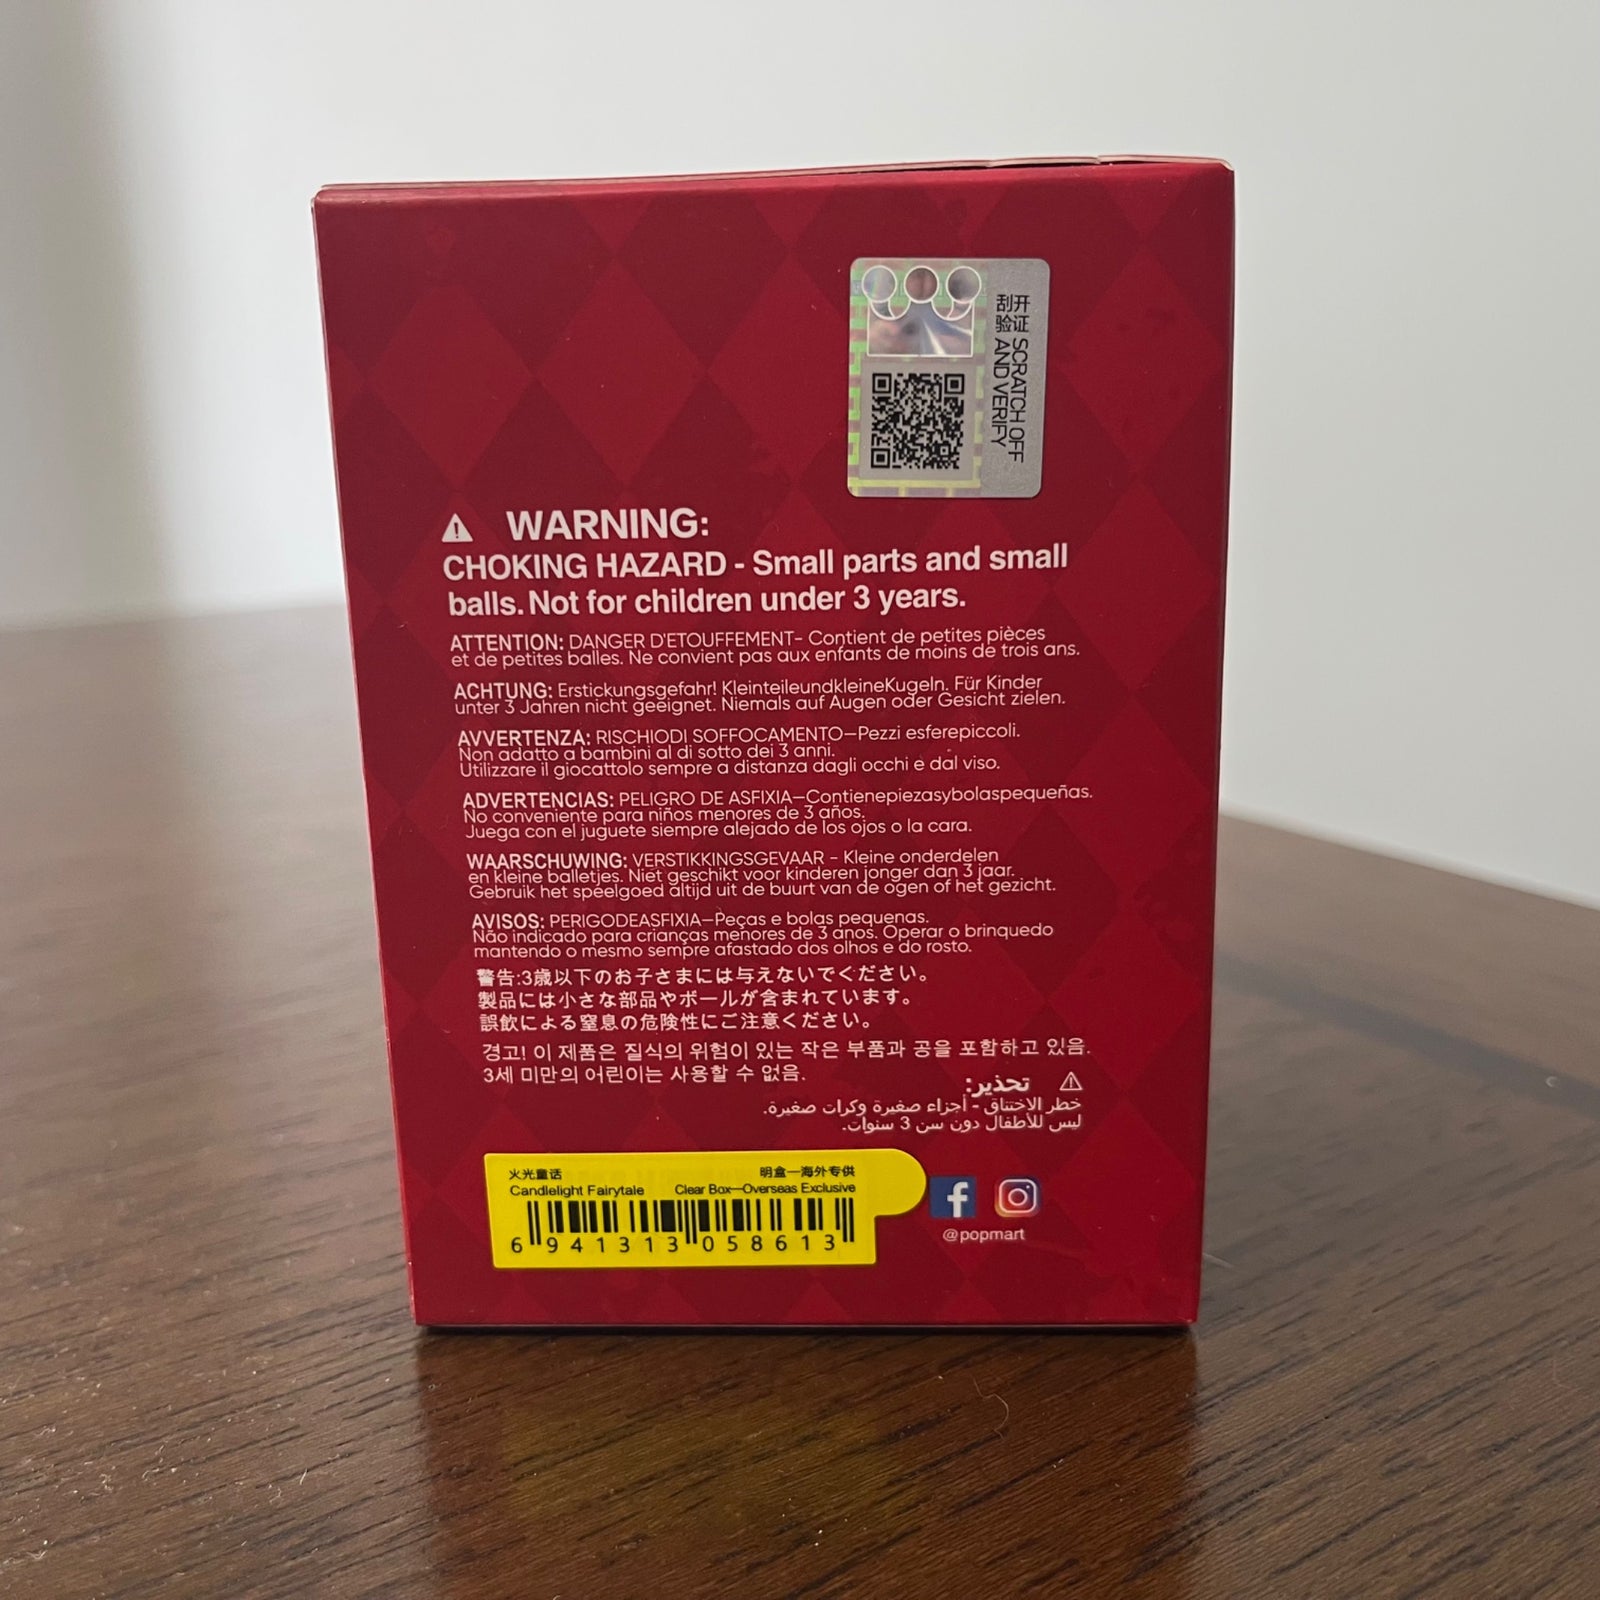 刮开
验证
SCRATCH OFF
AND VERIFY
WARNING:
CHOKING HAZARD - Small parts and small
balls. Not for children under 3 years.
ATTENTION: DANGER D'ETOUFFEMENT- Contient de petites pièces
et de petites balles. Ne convient pas aux enfants de moins de trois ans.
ACHTUNG: Erstickungsgefahr! KleinteileundkleineKugeln. Für Kinder
unter 3 Jahren nicht geeignet. Niemals auf Augen oder Gesicht zielen.
AVVERTENZA: RISCHIODI SOFFOCAMENTO—Pezzi esferepiccoli.
Non adatto a bambini al di sotto dei 3 anni.
Utilizzare il giocattolo sempre a distanza dagli occhi e dal viso.
ADVERTENCIAS: PELIGRO DE ASFIXIA—Contienepiezasybolaspequeñas.
No conveniente para niños menores de 3 años.
Juega con el juguete siempre alejado de los ojos o la cara.
WAARSCHUWING: VERSTIKKINGSGEVAAR - Kleine onderdelen
en kleine balletjes. Niet geschikt voor kinderen jonger dan 3 jaar.
Gebruik het speelgoed altijd uit de buurt van de ogen of het gezicht.
AVISOS: PERIGODEASFIXIA—Peças e bolas pequenas.
Não indicado para crianças menores de 3 anos. Operar o brinquedo
mantendo o mesmo sempre afastado dos olhos e do rosto.
警告:3歳以下のお子さまには与えないでください。
製品には小さな部品やボールが含まれています。
誤飲による窒息の危険性にご注意ください。
경고! 이 제품은 질식의 위험이 있는 작은 부품과 공을 포함하고 있음.
3세 미만의 어린이는 사용할 수 없음.
تحذير:
خطر الاختناق - أجزاء صغيرة وكرات صغيرة.
ليس للأطفال دون سن 3 سنوات.
火光童话 明盒—海外专供
Candlelight Fairytale Clear Box—Overseas Exclusive
6 941313 058613
@popmart